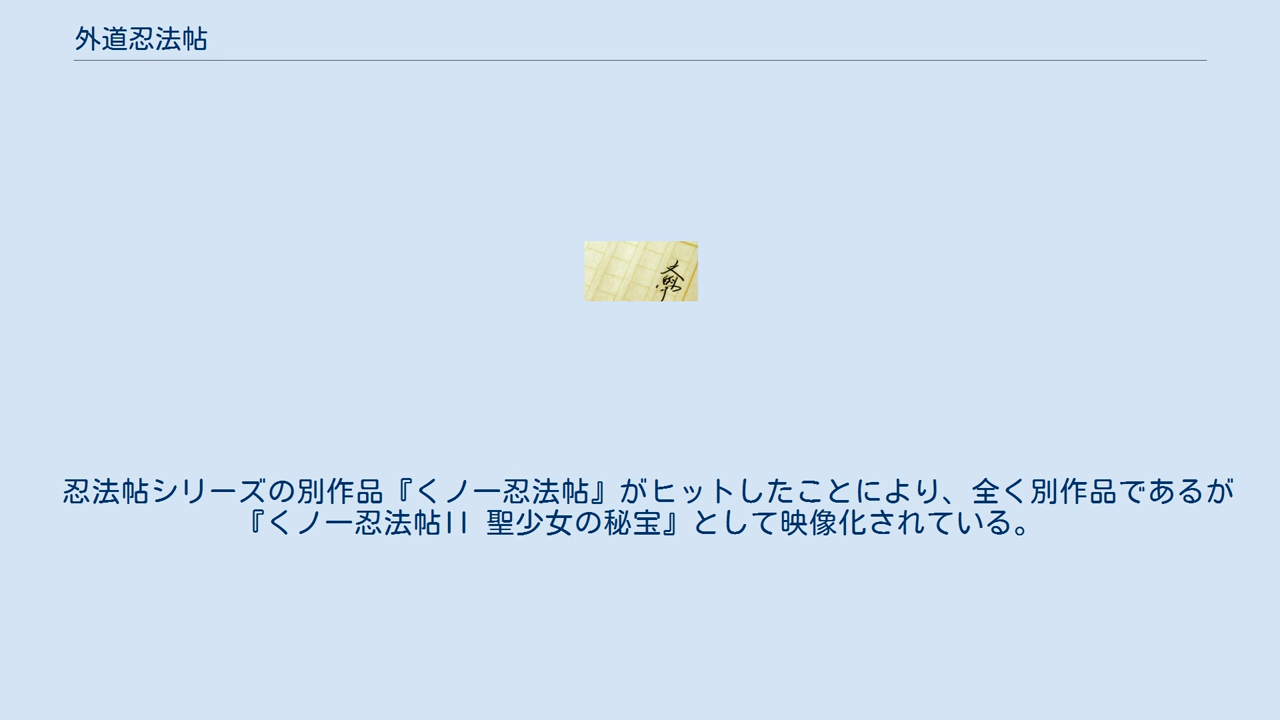 外道忍法帖
忍法帖シリーズの別作品『くノ一忍法帖』がヒットしたことにより、全く別作品であるが
『くノ一忍法帖II 聖少女の秘宝』として映像化されている。